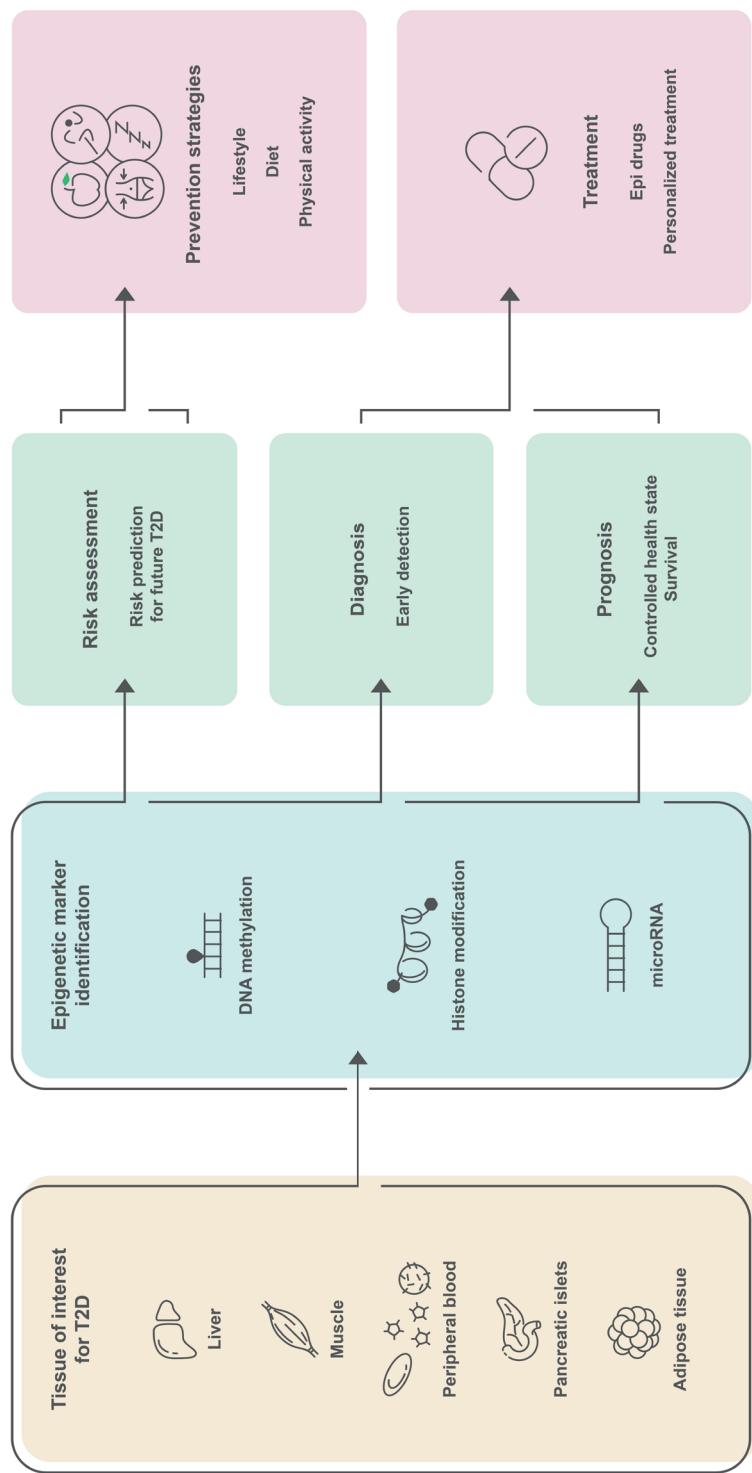 Tissue of interest
for T2D
Liver
Muscle
Peripheral blood
Pancreatic islets
Adipose tissue
Epigenetic marker
identification
DNA methylation
Histone modification
microRNA
Risk assessment
Risk prediction
for future T2D
Diagnosis
Early detection
Prognosis
Controlled health state
Survival
Prevention strategies
Lifestyle
Diet
Physical activity
Treatment
Epi drugs
Personalized treatment